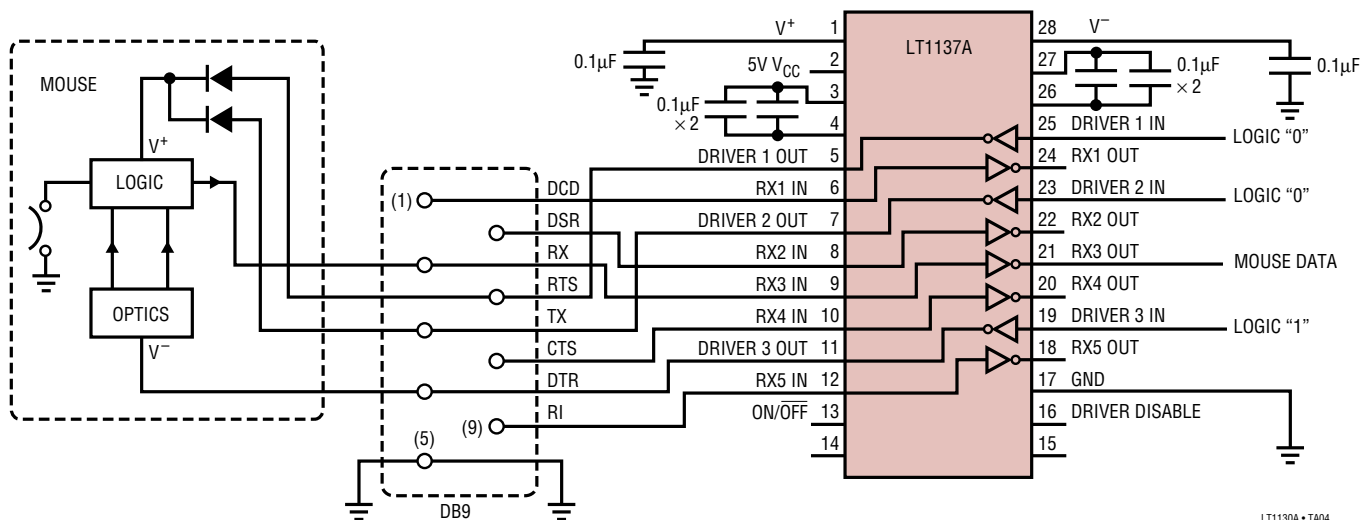 MOUSE
V+
LOGIC
OPTICS
V−
(1)
(9)
(5)
DCD
DSR
RX
RTS
TX
CTS
DTR
RI
DB9
0.1µF
0.1µF
× 2
V+
5V VCC
DRIVER 1 OUT
RX1 IN
DRIVER 2 OUT
RX2 IN
RX3 IN
RX4 IN
DRIVER 3 OUT
RX5 IN
ON/OFF
1
2
3
4
5
6
7
8
9
10
11
12
13
14
LT1137A
28
27
26
25
24
23
22
21
20
19
18
17
16
15
V−
0.1µF
× 2
0.1µF
DRIVER 1 IN
RX1 OUT
DRIVER 2 IN
RX2 OUT
RX3 OUT
RX4 OUT
DRIVER 3 IN
RX5 OUT
GND
DRIVER DISABLE
LOGIC “0”
LOGIC “0”
MOUSE DATA
LOGIC “1”
LT1130A • TA04